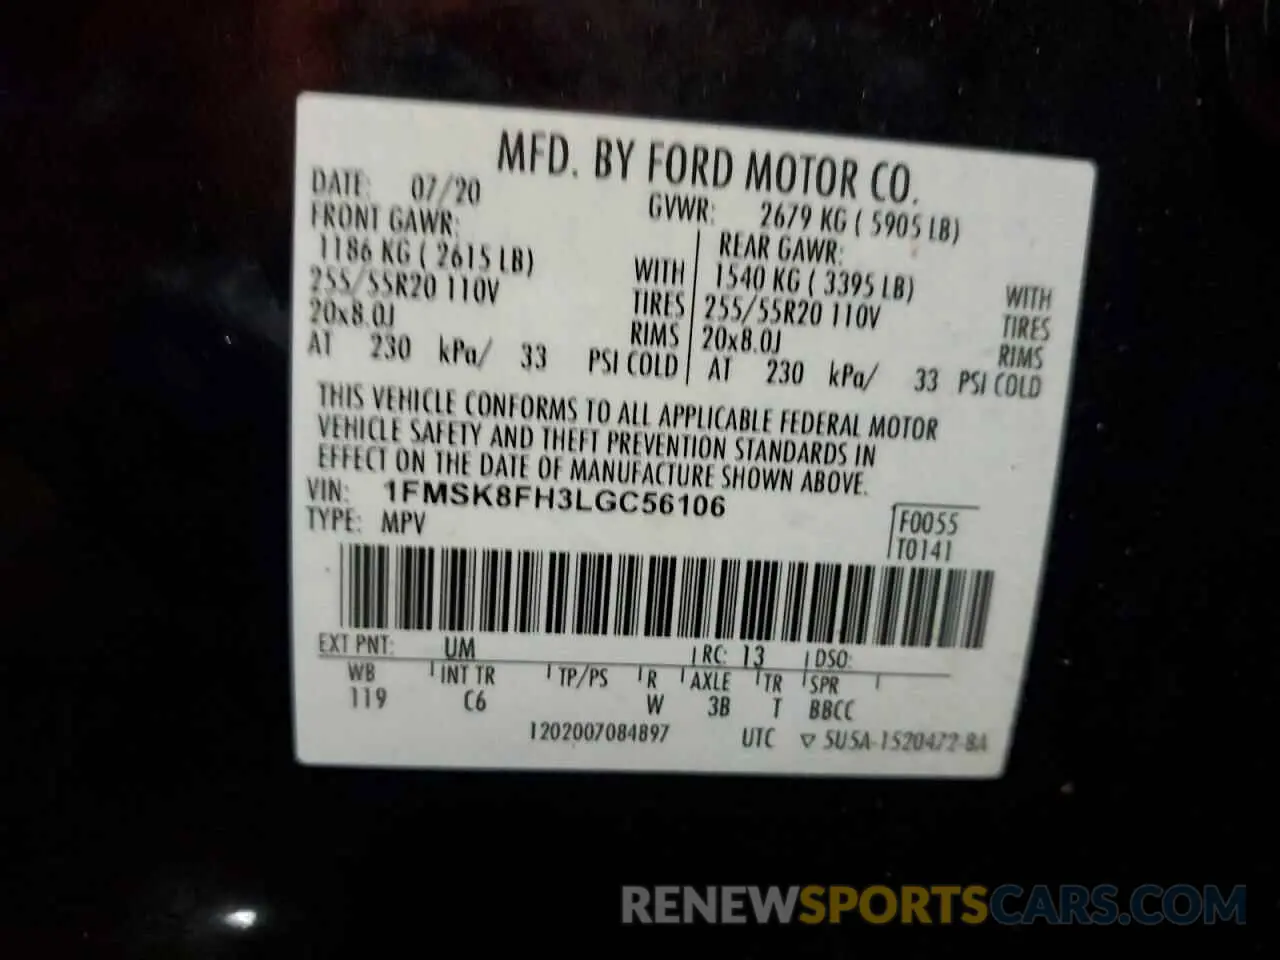 MFD. BY FORD MOTOR CO.
DATE: 07/20 GVWR: 2679 KG ( 5905 LB)
FRONT GAWR: REAR GAWR:
1186 KG ( 2615 LB) WITH 1540 KG ( 3395 LB) WITH
255/55R20 110V TIRES 255/55R20 110V TIRES
20x8.0J RIMS 20x8.0J RIMS
AT 230 kPa/ 33 PSI COLD AT 230 kPa/ 33 PSI COLD
THIS VEHICLE CONFORMS TO ALL APPLICABLE FEDERAL MOTOR
VEHICLE SAFETY AND THEFT PREVENTION STANDARDS IN
EFFECT ON THE DATE OF MANUFACTURE SHOWN ABOVE.
VIN: 1FMSK8FH3LGC56106
TYPE: MPV F0055
T0141
EXT PNT: UM RC: 13 DSO:
WB INT TR TP/PS R AXLE TR SPR
119 C6 W 3B T BBCC
1202007084897 UTC ▽ 5U5A-1520472-BA
RENEWSPORTSCARS.COM